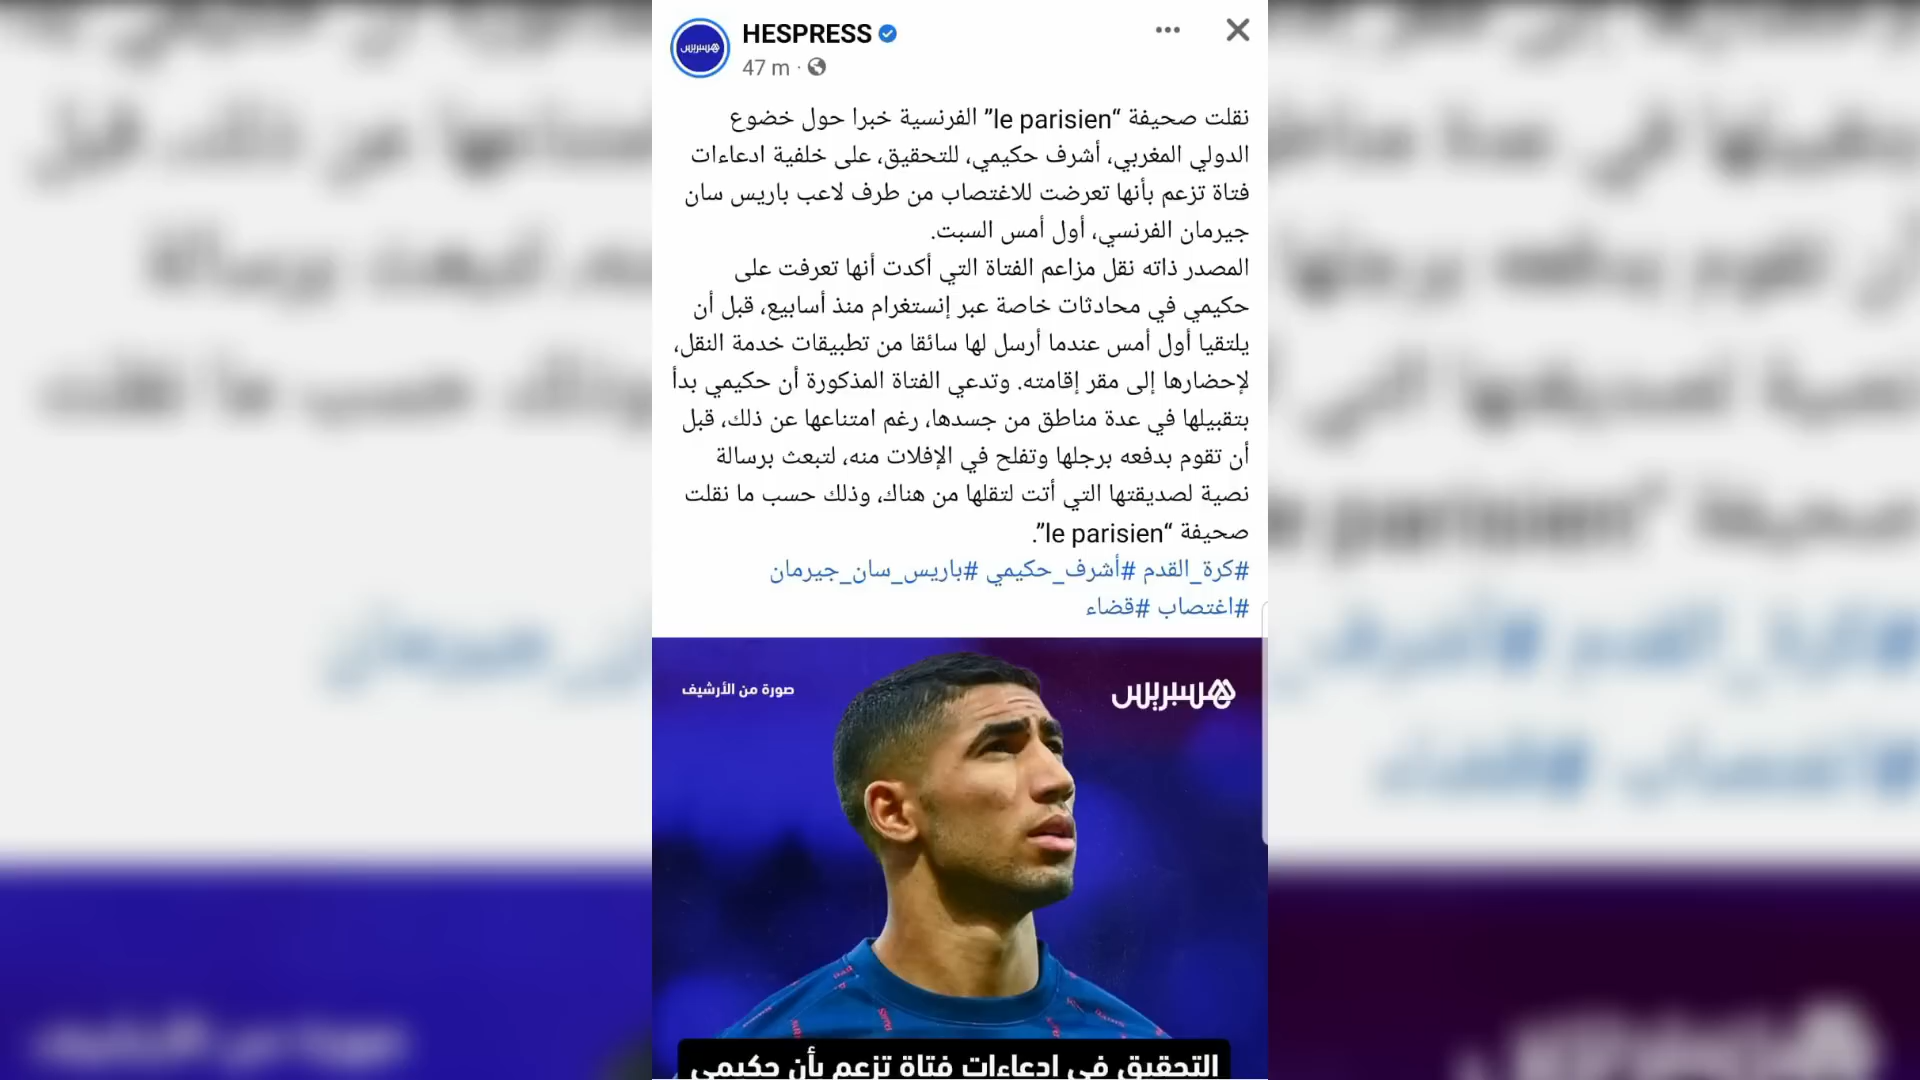 HESPRESS
47 m
نقلت صحيفة “le parisien” الفرنسية خبرا حول خضوع
الدولي المغربي، أشرف حكيمي، للتحقيق، على خلفية ادعاءات
فتاة تزعم بأنها تعرضت للاغتصاب من طرف لاعب باريس سان
جيرمان الفرنسي، أول أمس السبت.
المصدر ذاته نقل مزاعم الفتاة التي أكدت أنها تعرفت على
حكيمي في محادثات خاصة عبر إنستغرام منذ أسابيع، قبل أن
يلتقيا أول أمس عندما أرسل لها سائقا من تطبيقات خدمة النقل،
لإحضارها إلى مقر إقامته. وتدعي الفتاة المذكورة أن حكيمي بدأ
بتقبيلها في عدة مناطق من جسدها، رغم امتناعها عن ذلك، قبل
أن تقوم بدفعه برجلها وتفلح في الإفلات منه، لتبعث برسالة
نصية لصديقتها التي أتت لتقلها من هناك، وذلك حسب ما نقلت
صحيفة “le parisien”.
#كرة_القدم #أشرف_حكيمي #باريس_سان_جيرمان
#اغتصاب #قضاء
هسبريس
صورة من الأرشيف
التحقيق في ادعاءات فتاة تزعم بأن حكيمي